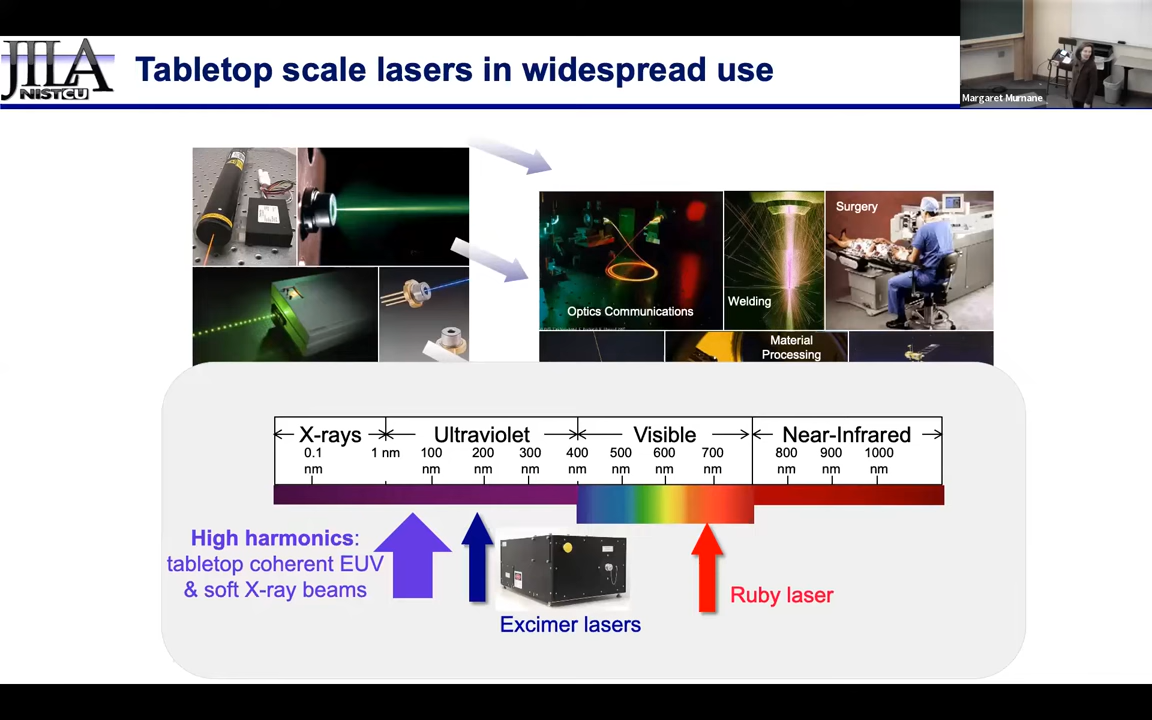 JILA
NIST CU
Tabletop scale lasers in widespread use
Margaret Murnane
Optics Communications
Welding
Surgery
Material
Processing
X-rays
Ultraviolet
Visible
Near-Infrared
0.1 nm
1 nm
100 nm
200 nm
300 nm
400 nm
500 nm
600 nm
700 nm
800 nm
900 nm
1000 nm
High harmonics:
tabletop coherent EUV
& soft X-ray beams
Excimer lasers
Ruby laser